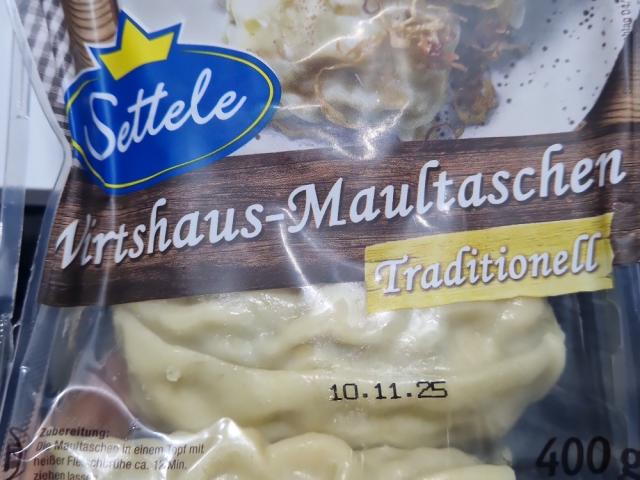 Settele
Wirtshaus-Maultaschen
Traditionell
10.11.25
Zubereitung:
Die Maultaschen in einem Topf mit
heißer Fleischbrühe ca. 12 Min.
ziehen lassen
400 g